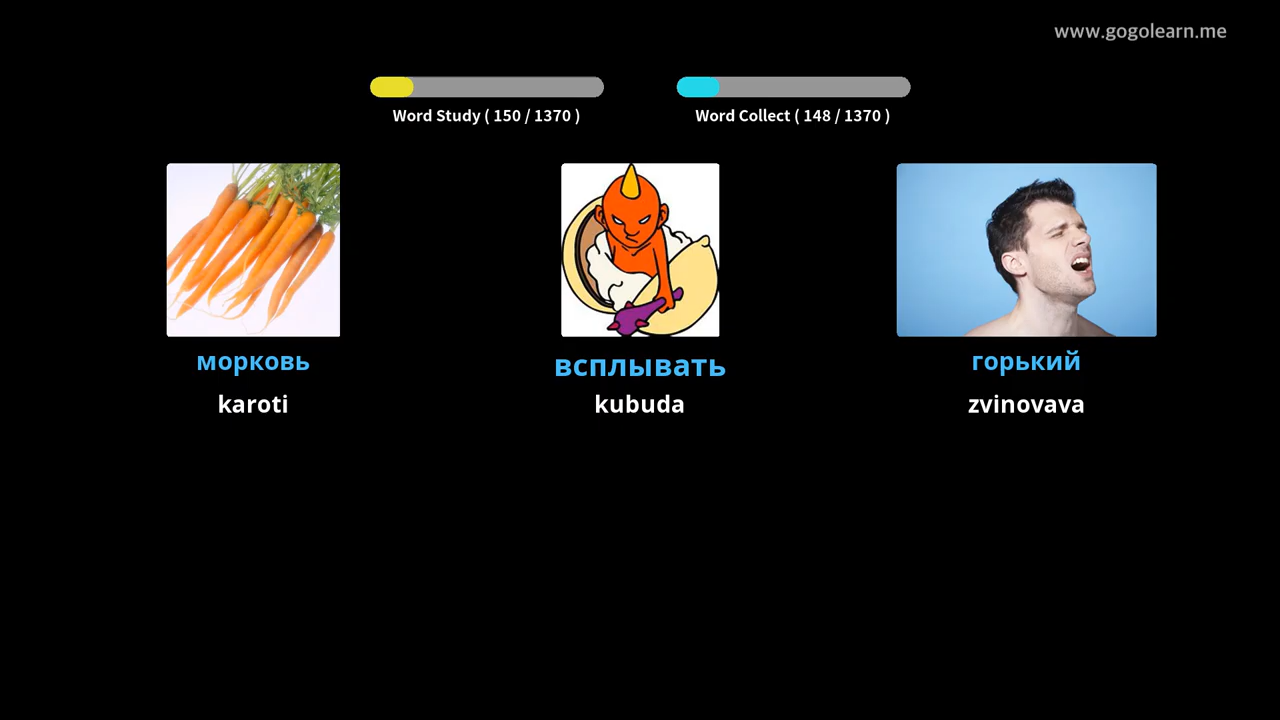 www.gogolearn.me
Word Study ( 150 / 1370 )
Word Collect ( 148 / 1370 )
морковь
всплывать
горький
karoti
kubuda
zvinovava